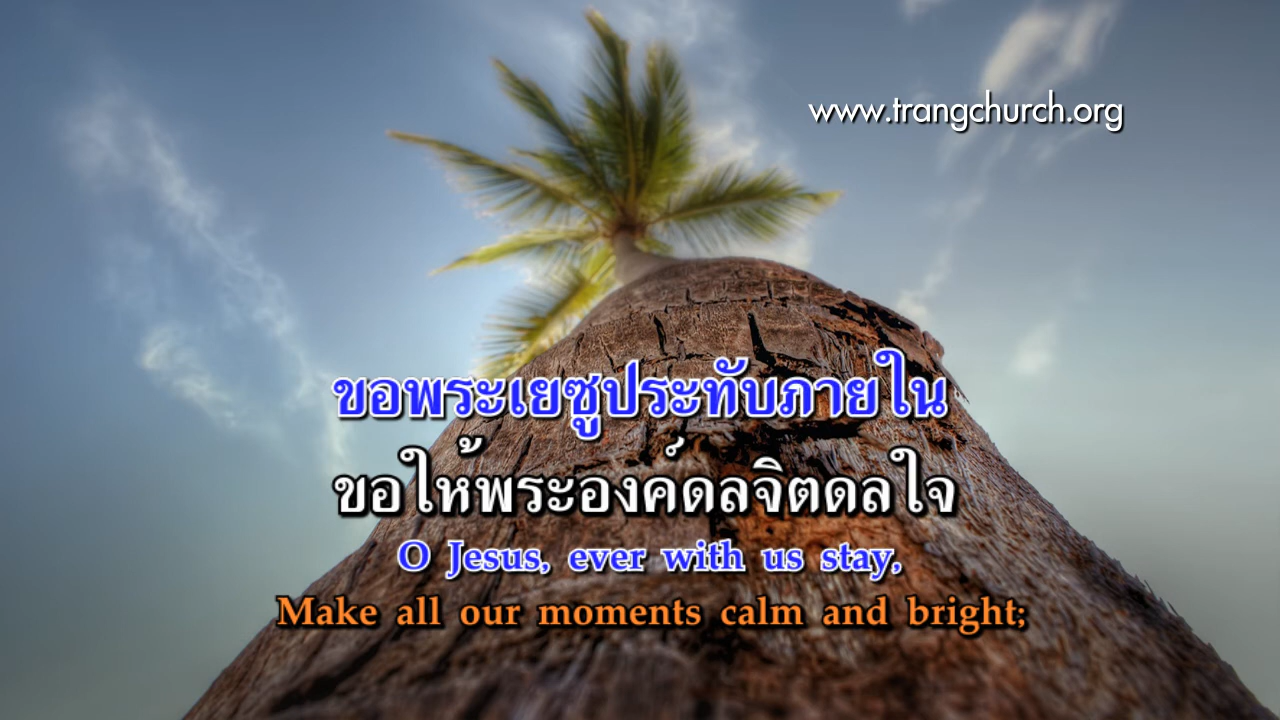 www.trangchurch.org
ขอพระเยซูประทับภายใน
ขอให้พระองค์ดลจิตดลใจ
O Jesus, ever with us stay,
Make all our moments calm and bright;